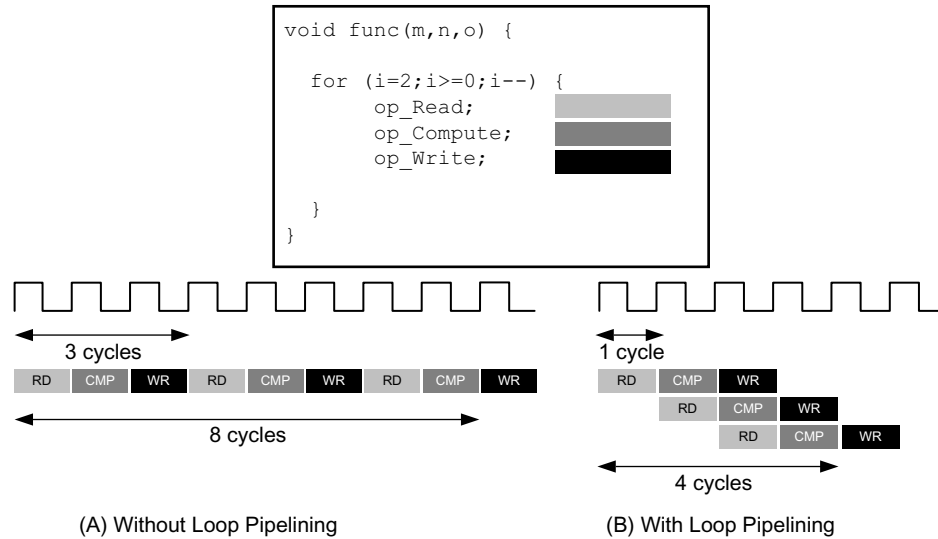 void func(m,n,o) {
for (i=2;i>=0;i--) {
op_Read;
op_Compute;
op_Write;
}
}
3 cycles
RD CMP WR RD CMP WR RD CMP WR
8 cycles
(A) Without Loop Pipelining
1 cycle
RD CMP WR
RD CMP WR
RD CMP WR
4 cycles
(B) With Loop Pipelining